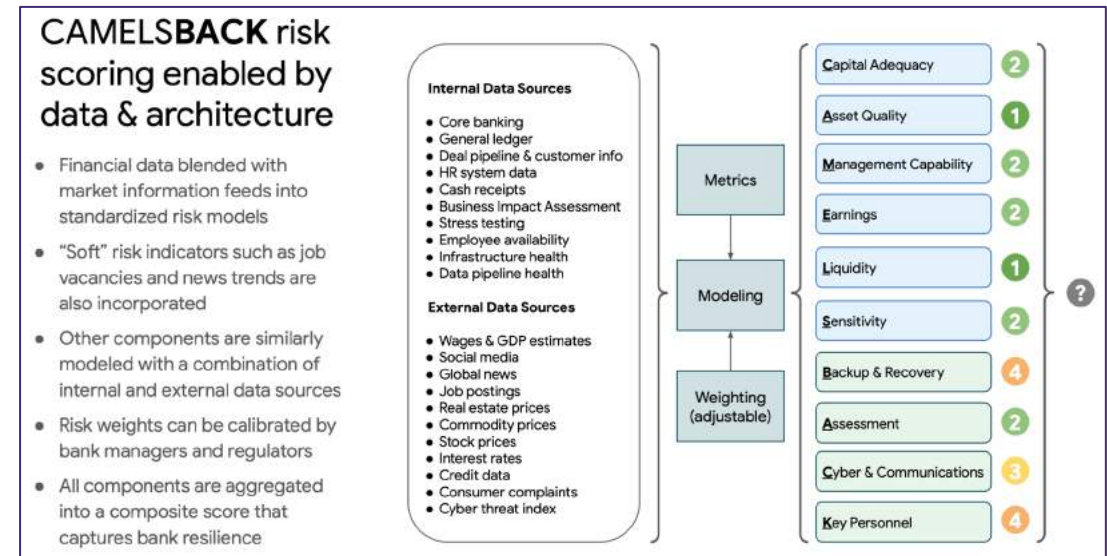 CAMELSBACK risk
scoring enabled by
data & architecture
● Financial data blended with
market information feeds into
standardized risk models
● “Soft” risk indicators such as job
vacancies and news trends are
also incorporated
● Other components are similarly
modeled with a combination of
internal and external data sources
● Risk weights can be calibrated by
bank managers and regulators
● All components are aggregated
into a composite score that
captures bank resilience
Internal Data Sources
● Core banking
● General ledger
● Deal pipeline & customer info
● HR system data
● Cash receipts
● Business Impact Assessment
● Stress testing
● Employee availability
● Infrastructure health
● Data pipeline health
External Data Sources
● Wages & GDP estimates
● Social media
● Global news
● Job postings
● Real estate prices
● Commodity prices
● Stock prices
● Interest rates
● Credit data
● Consumer complaints
● Cyber threat index
Metrics
Modeling
Weighting
(adjustable)
Capital Adequacy 2
Asset Quality 1
Management Capability 2
Earnings 2
Liquidity 1
Sensitivity 2
Backup & Recovery 4
Assessment 2
Cyber & Communications 3
Key Personnel 4
?